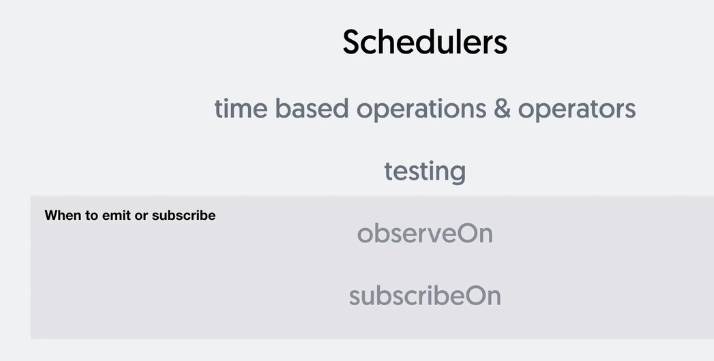 Schedulers
time based operations & operators
testing
When to emit or subscribe
observeOn
subscribeOn